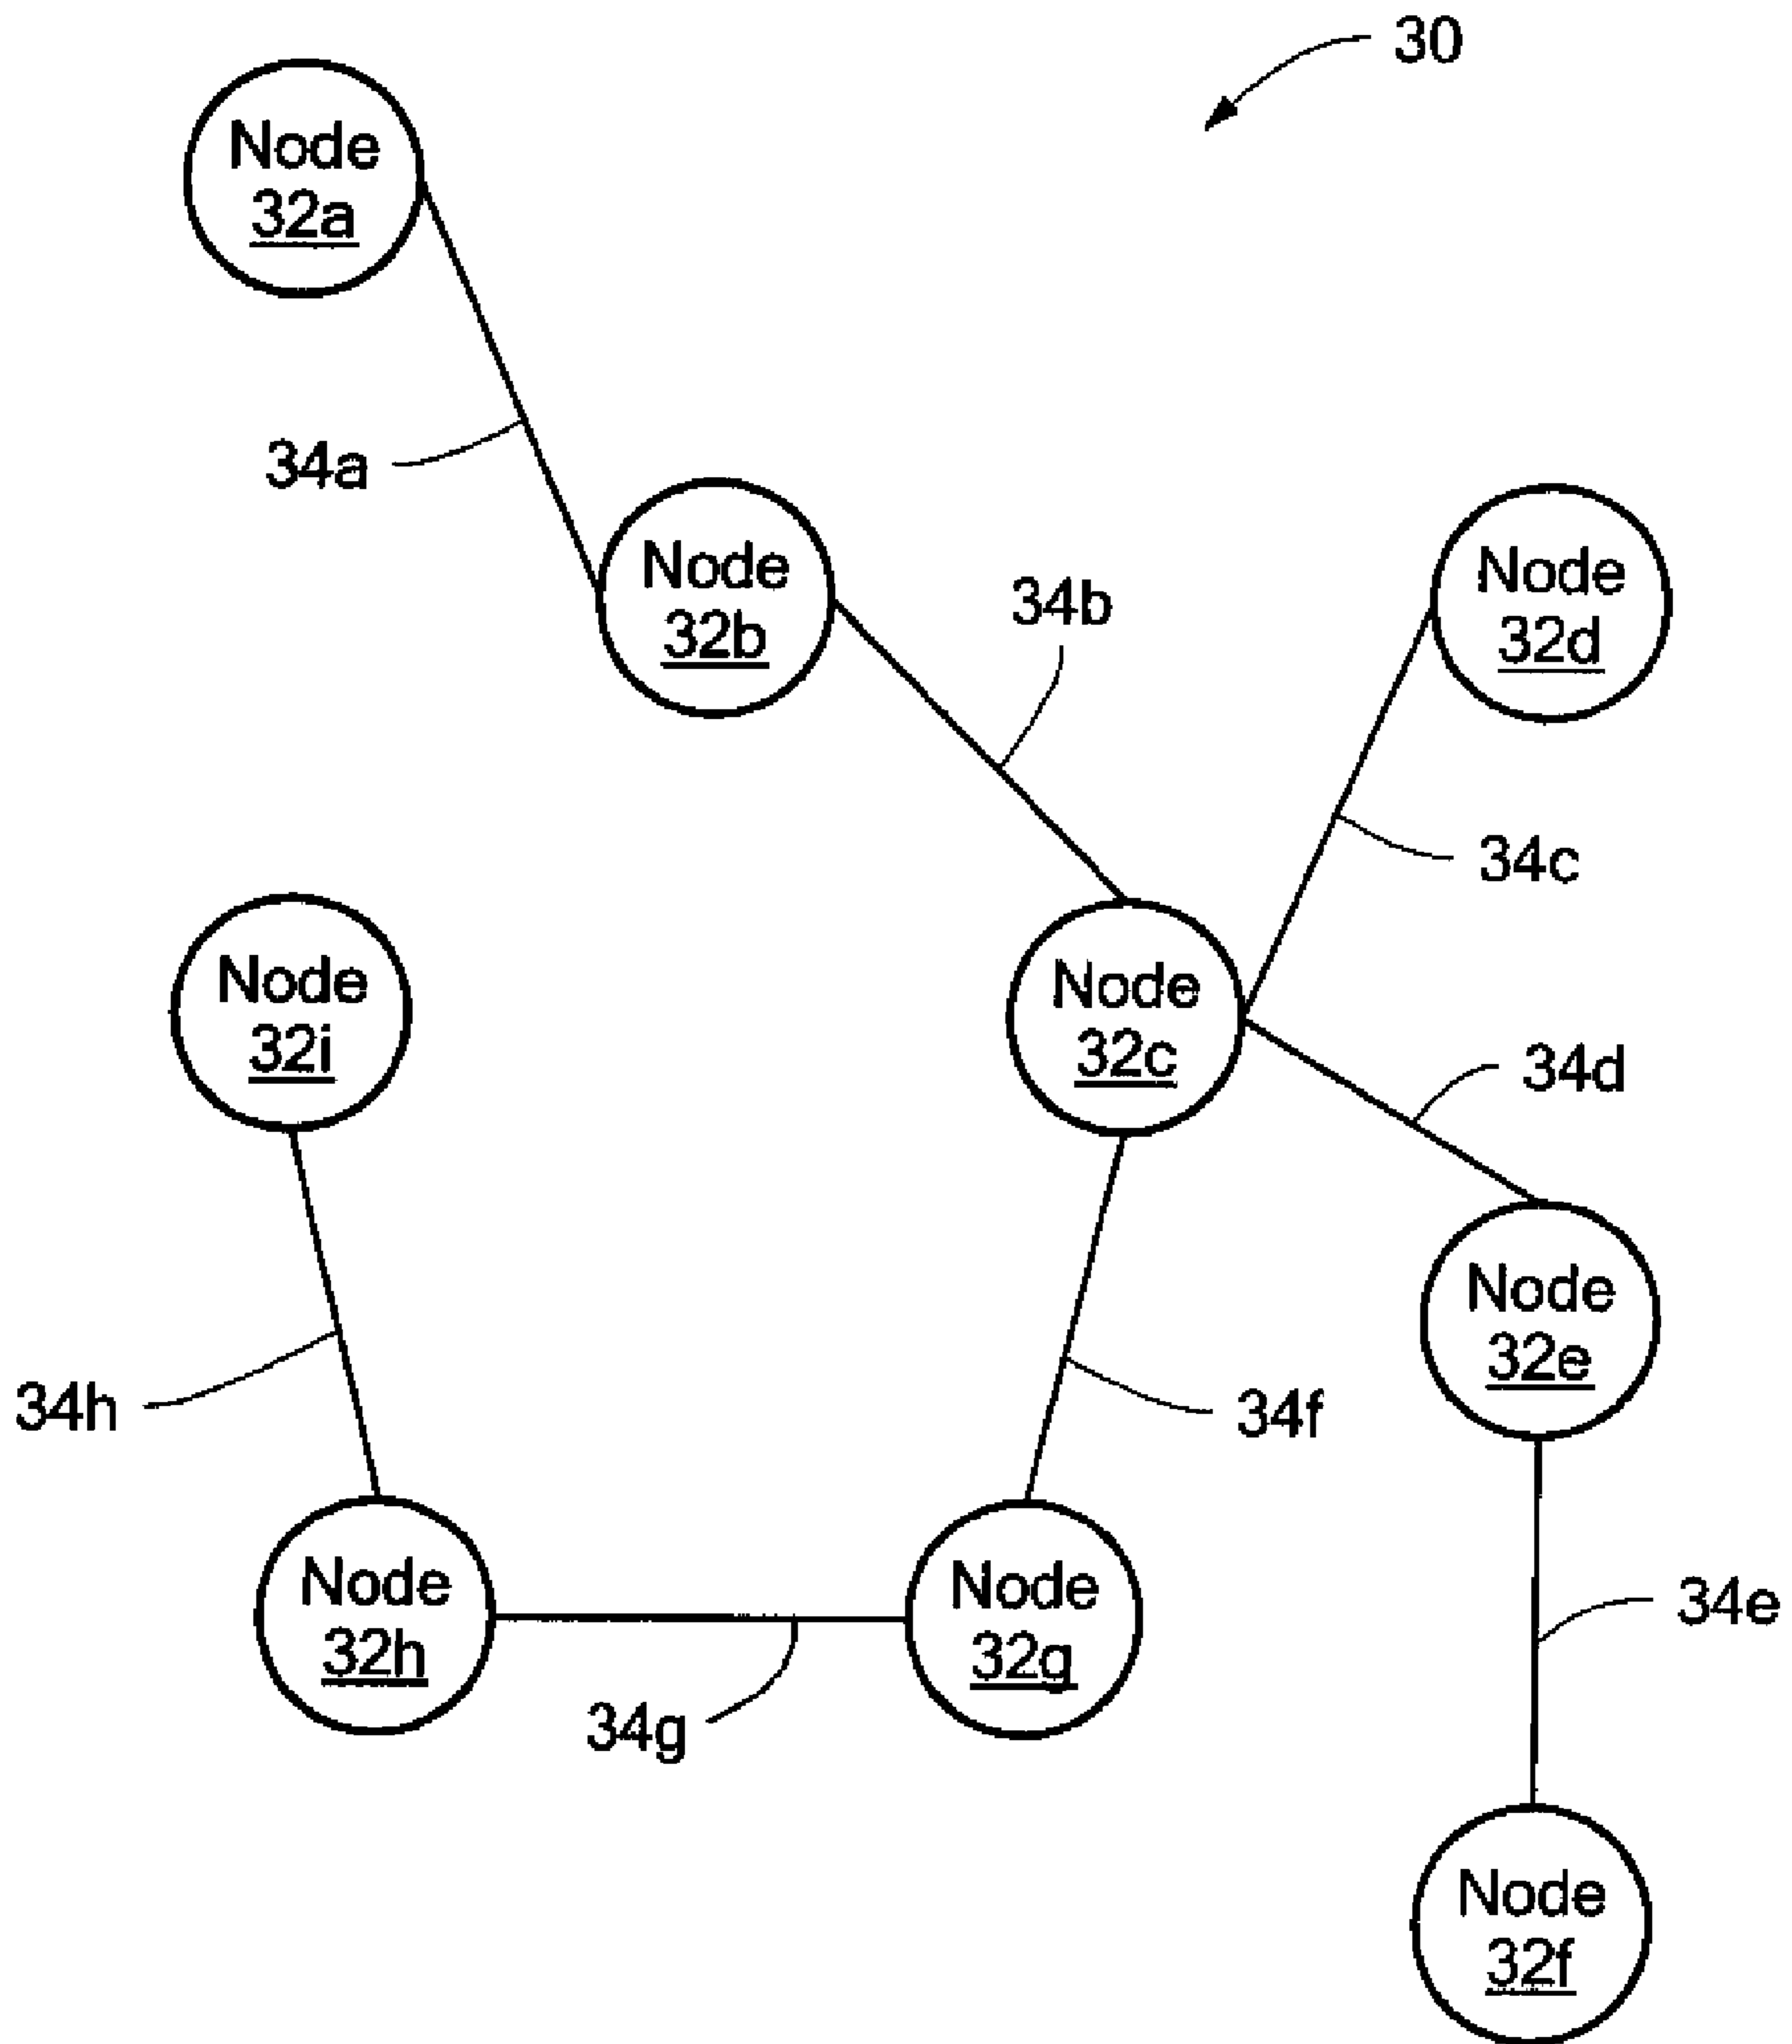 30
Node
32a
34a
Node
32b
34b
Node
32d
34c
Node
32i
Node
32c
34d
Node
32e
34h
34f
Node
32h
Node
32g
34g
34e
Node
32f